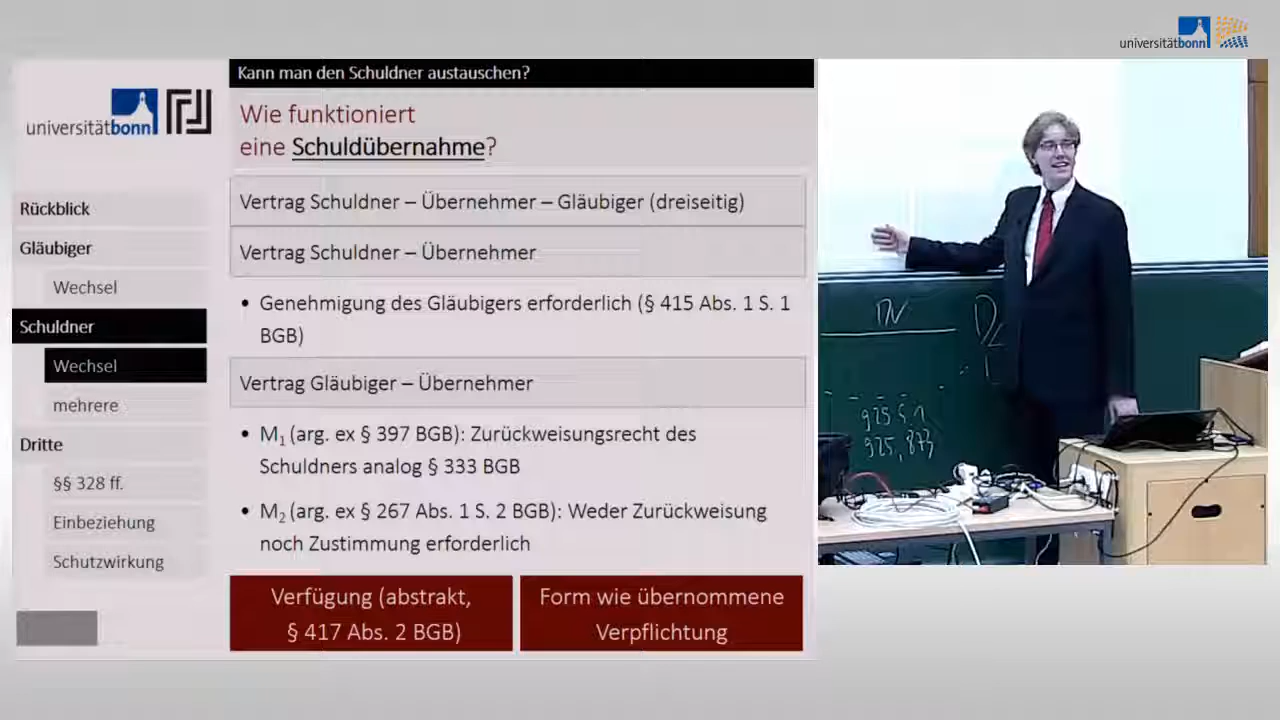 universitätbonn
Kann man den Schuldner austauschen?
universitätbonn
Wie funktioniert
eine Schuldübernahme?
Rückblick
Gläubiger
Wechsel
Schuldner
Wechsel
mehrere
Dritte
§§ 328 ff.
Einbeziehung
Schutzwirkung
Vertrag Schuldner – Übernehmer – Gläubiger (dreiseitig)
Vertrag Schuldner – Übernehmer
• Genehmigung des Gläubigers erforderlich (§ 415 Abs. 1 S. 1
BGB)
Vertrag Gläubiger – Übernehmer
• M₁ (arg. ex § 397 BGB): Zurückweisungsrecht des
Schuldners analog § 333 BGB
• M₂ (arg. ex § 267 Abs. 1 S. 2 BGB): Weder Zurückweisung
noch Zustimmung erforderlich
Verfügung (abstrakt,
§ 417 Abs. 2 BGB)
Form wie übernommene
Verpflichtung
925, 873